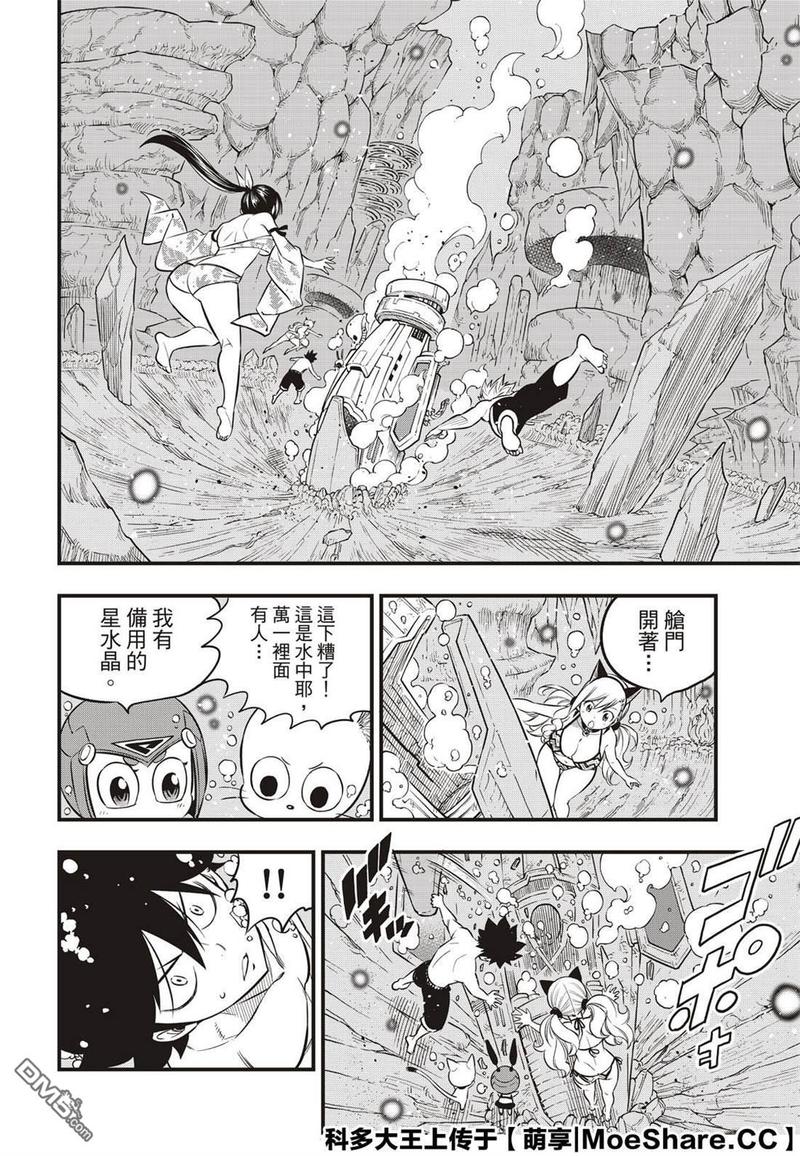 艙門
開著…
這下糟了!
這是水中耶,
萬一裡面
有人…
我有
備用的
星水晶。
ゴポポォ
ボギッ
!!
DM5
科多大王上传于【萌享|MoeShare.CC】